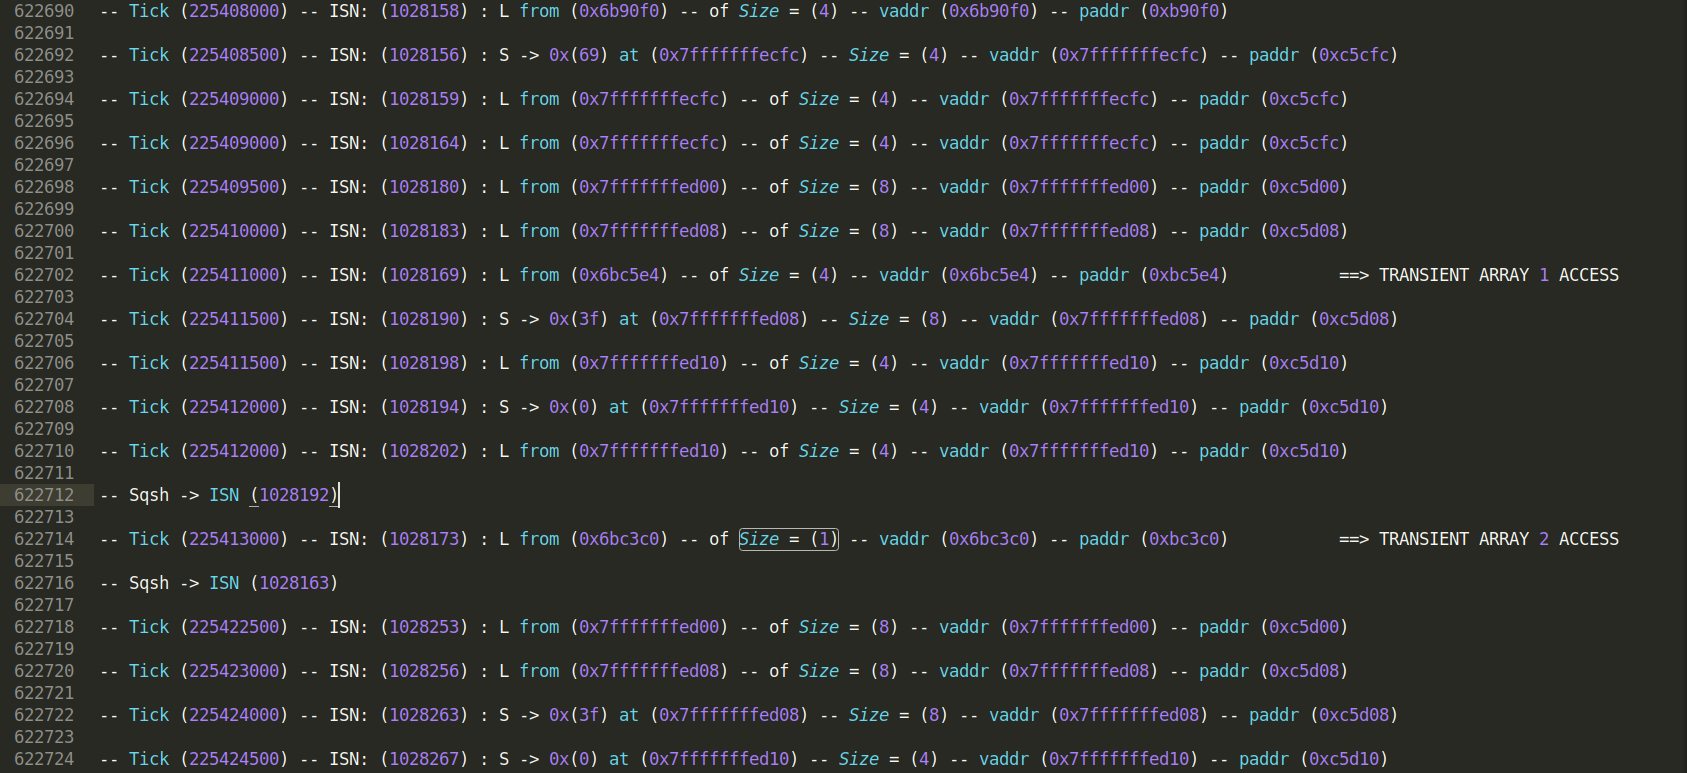 622690 -- Tick (225408000) -- ISN: (1028158) : L from (0x6b90f0) -- of Size = (4) -- vaddr (0x6b90f0) -- paddr (0xb90f0)
622691
622692 -- Tick (225408500) -- ISN: (1028156) : S -> 0x(69) at (0x7fffffffecfc) -- Size = (4) -- vaddr (0x7fffffffecfc) -- paddr (0xc5cfc)
622693
622694 -- Tick (225409000) -- ISN: (1028159) : L from (0x7fffffffecfc) -- of Size = (4) -- vaddr (0x7fffffffecfc) -- paddr (0xc5cfc)
622695
622696 -- Tick (225409000) -- ISN: (1028164) : L from (0x7fffffffecfc) -- of Size = (4) -- vaddr (0x7fffffffecfc) -- paddr (0xc5cfc)
622697
622698 -- Tick (225409500) -- ISN: (1028180) : L from (0x7fffffffed00) -- of Size = (8) -- vaddr (0x7fffffffed00) -- paddr (0xc5d00)
622699
622700 -- Tick (225410000) -- ISN: (1028183) : L from (0x7fffffffed08) -- of Size = (8) -- vaddr (0x7fffffffed08) -- paddr (0xc5d08)
622701
622702 -- Tick (225411000) -- ISN: (1028169) : L from (0x6bc5e4) -- of Size = (4) -- vaddr (0x6bc5e4) -- paddr (0xbc5e4) ==> TRANSIENT ARRAY 1 ACCESS
622703
622704 -- Tick (225411500) -- ISN: (1028190) : S -> 0x(3f) at (0x7fffffffed08) -- Size = (8) -- vaddr (0x7fffffffed08) -- paddr (0xc5d08)
622705
622706 -- Tick (225411500) -- ISN: (1028198) : L from (0x7fffffffed10) -- of Size = (4) -- vaddr (0x7fffffffed10) -- paddr (0xc5d10)
622707
622708 -- Tick (225412000) -- ISN: (1028194) : S -> 0x(0) at (0x7fffffffed10) -- Size = (4) -- vaddr (0x7fffffffed10) -- paddr (0xc5d10)
622709
622710 -- Tick (225412000) -- ISN: (1028202) : L from (0x7fffffffed10) -- of Size = (4) -- vaddr (0x7fffffffed10) -- paddr (0xc5d10)
622711
622712 -- Sqsh -> ISN (1028192)
622713
622714 -- Tick (225413000) -- ISN: (1028173) : L from (0x6bc3c0) -- of Size = (1) -- vaddr (0x6bc3c0) -- paddr (0xbc3c0) ==> TRANSIENT ARRAY 2 ACCESS
622715
622716 -- Sqsh -> ISN (1028163)
622717
622718 -- Tick (225422500) -- ISN: (1028253) : L from (0x7fffffffed00) -- of Size = (8) -- vaddr (0x7fffffffed00) -- paddr (0xc5d00)
622719
622720 -- Tick (225423000) -- ISN: (1028256) : L from (0x7fffffffed08) -- of Size = (8) -- vaddr (0x7fffffffed08) -- paddr (0xc5d08)
622721
622722 -- Tick (225424000) -- ISN: (1028263) : S -> 0x(3f) at (0x7fffffffed08) -- Size = (8) -- vaddr (0x7fffffffed08) -- paddr (0xc5d08)
622723
622724 -- Tick (225424500) -- ISN: (1028267) : S -> 0x(0) at (0x7fffffffed10) -- Size = (4) -- vaddr (0x7fffffffed10) -- paddr (0xc5d10)